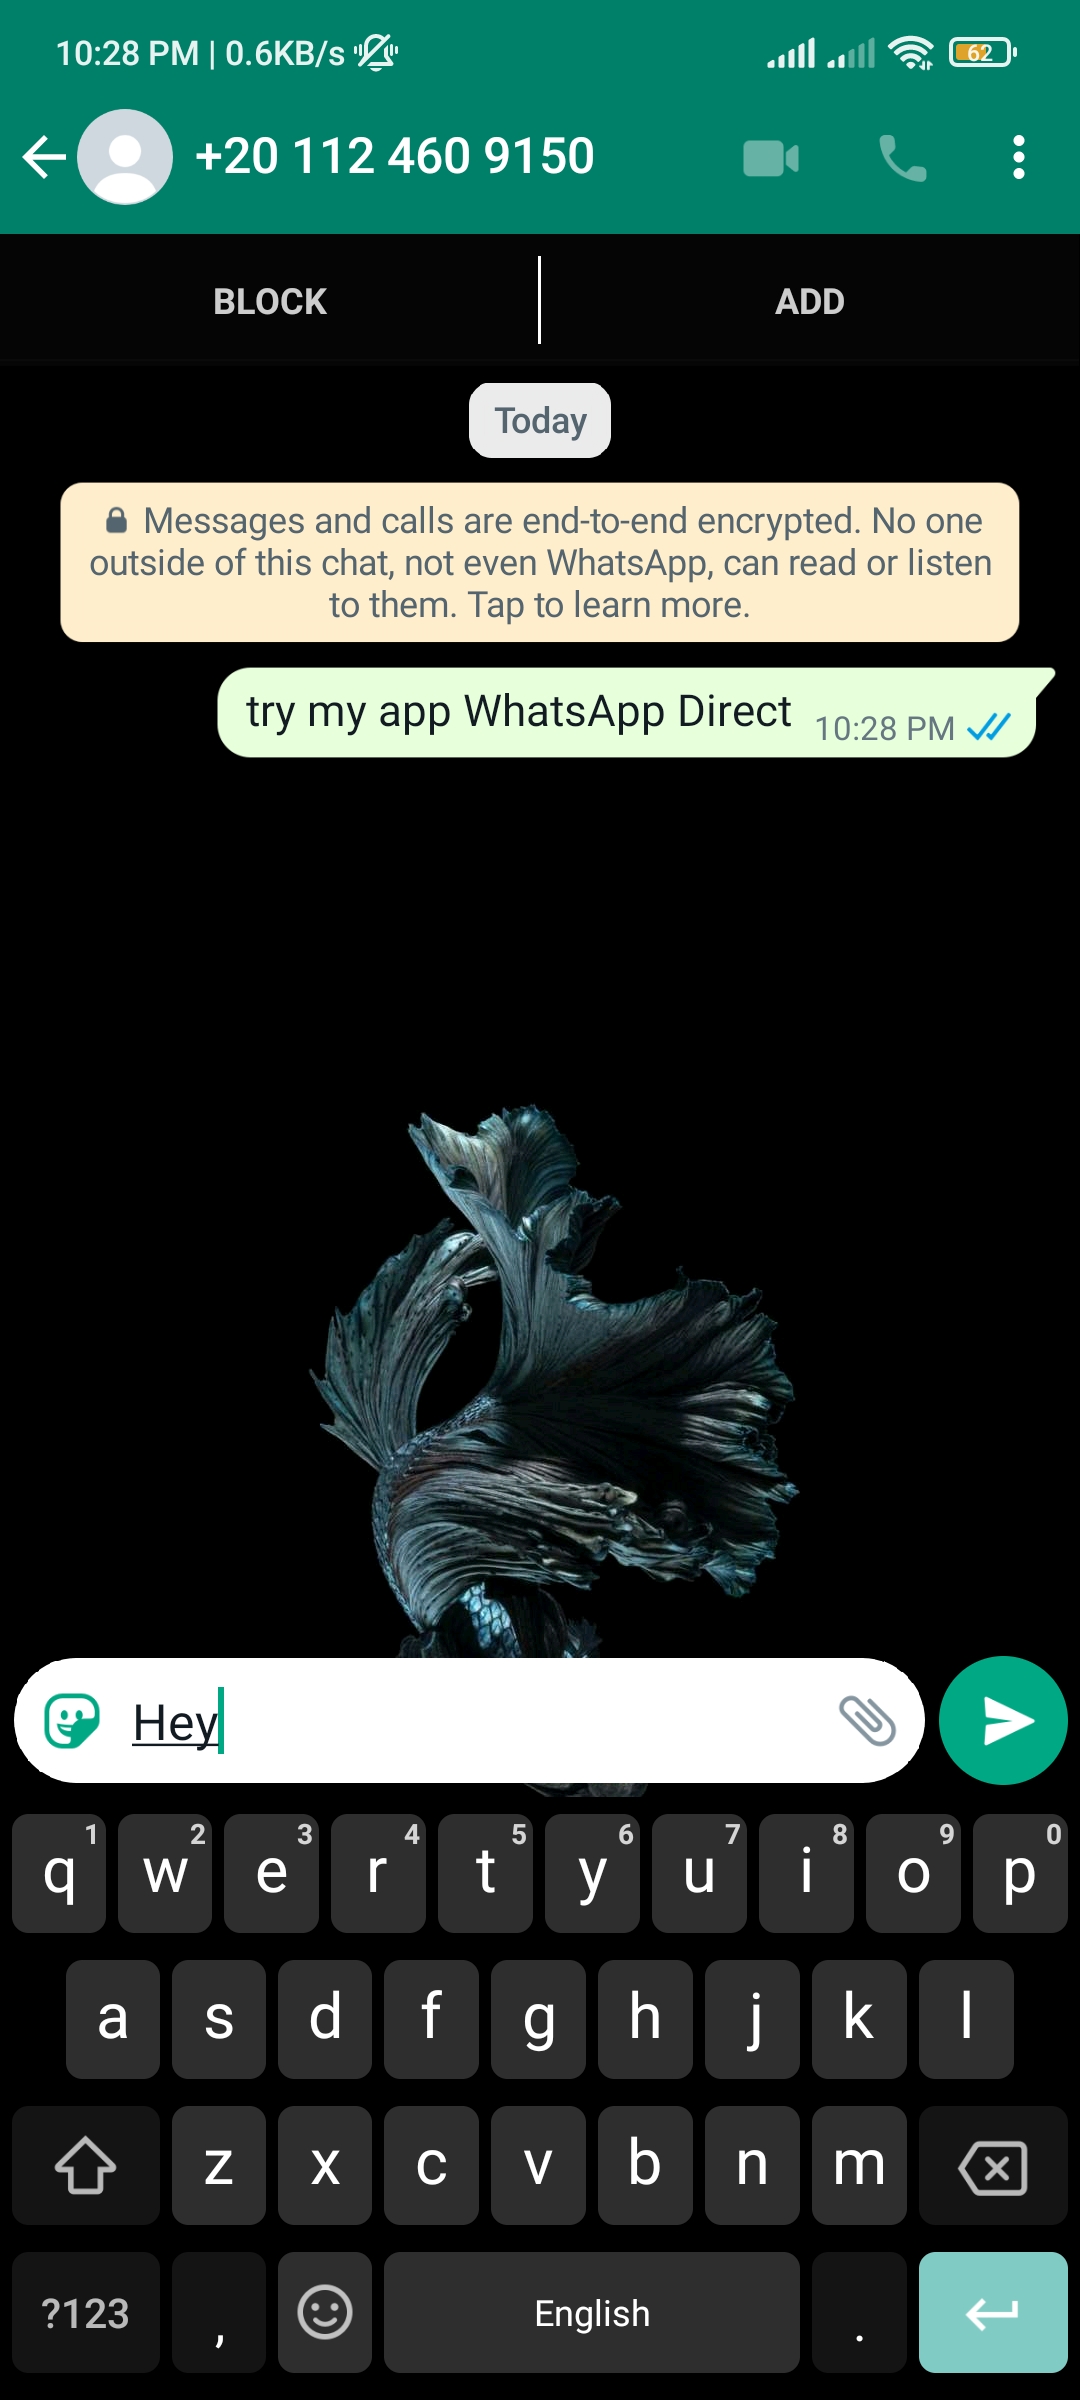 10:28 PM | 0.6KB/s 62
+20 112 460 9150
BLOCK ADD
Today
Messages and calls are end-to-end encrypted. No one
outside of this chat, not even WhatsApp, can read or listen
to them. Tap to learn more.
try my app WhatsApp Direct 10:28 PM
Hey
1 2 3 4 5 6 7 8 9 0
q w e r t y u i o p
a s d f g h j k l
z x c v b n m
?123 , English .